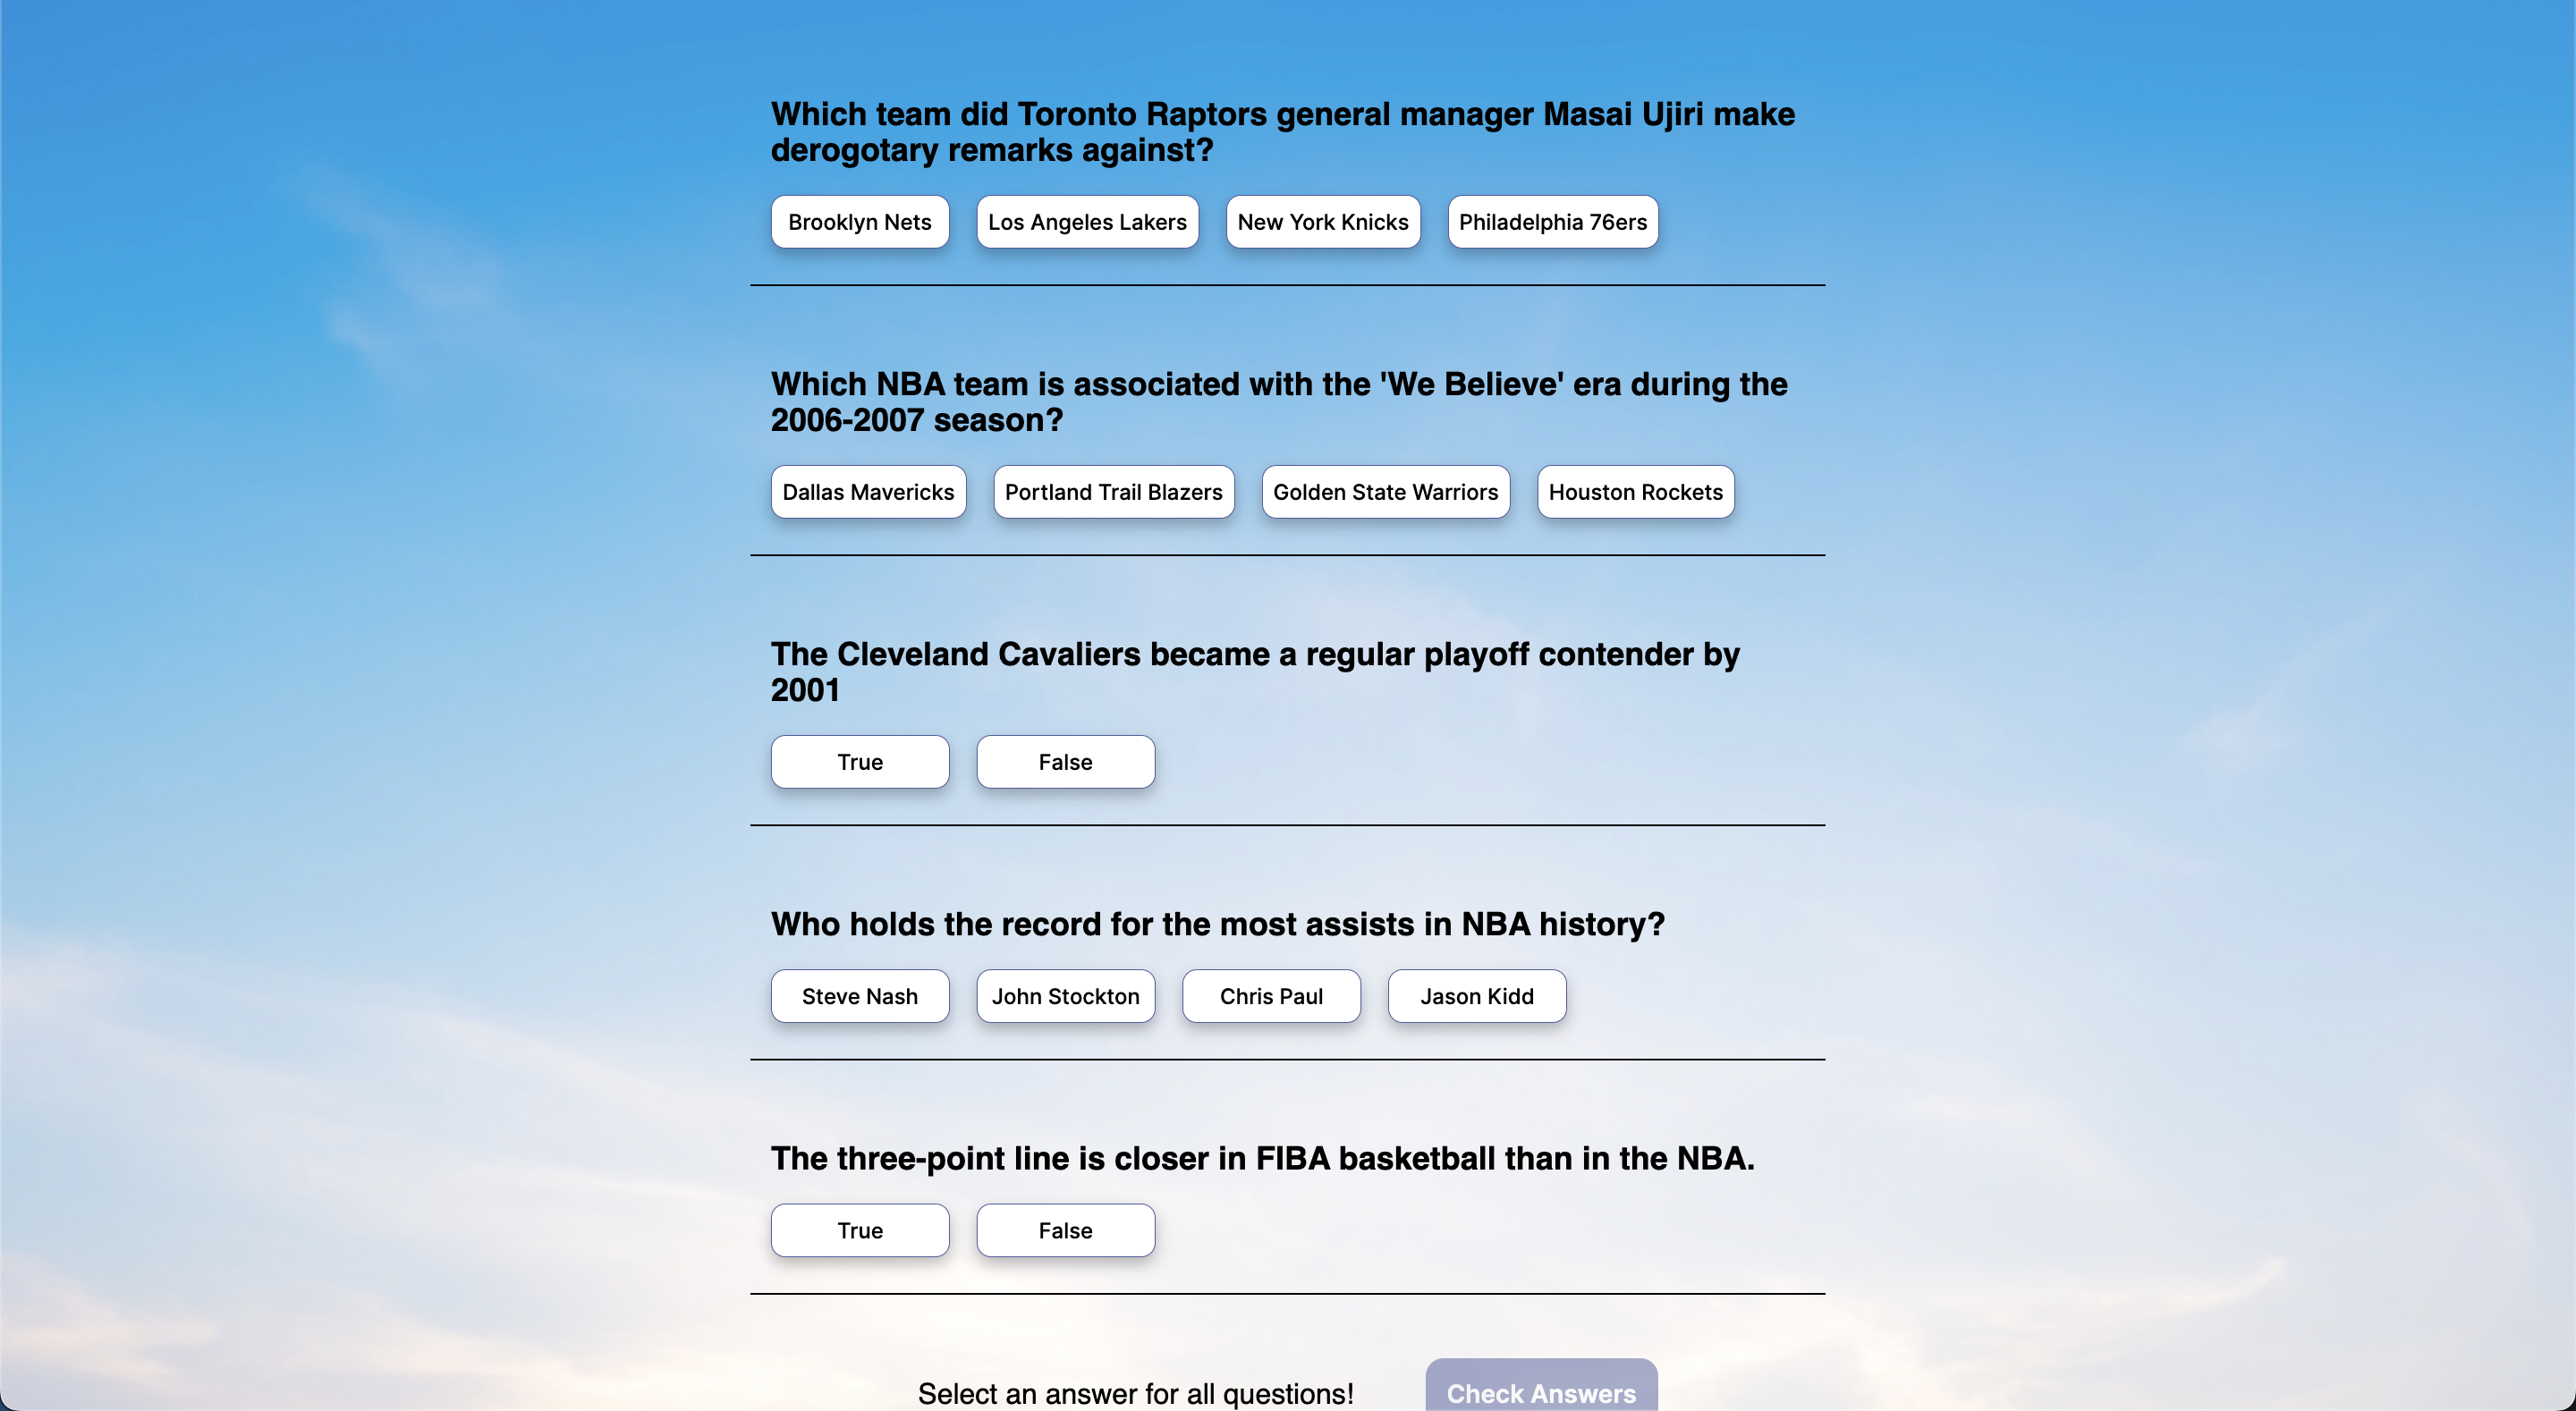 Which team did Toronto Raptors general manager Masai Ujiri make
derogotary remarks against?
Brooklyn Nets
Los Angeles Lakers
New York Knicks
Philadelphia 76ers
Which NBA team is associated with the 'We Believe' era during the
2006-2007 season?
Dallas Mavericks
Portland Trail Blazers
Golden State Warriors
Houston Rockets
The Cleveland Cavaliers became a regular playoff contender by
2001
True
False
Who holds the record for the most assists in NBA history?
Steve Nash
John Stockton
Chris Paul
Jason Kidd
The three-point line is closer in FIBA basketball than in the NBA.
True
False
Select an answer for all questions!
Check Answers